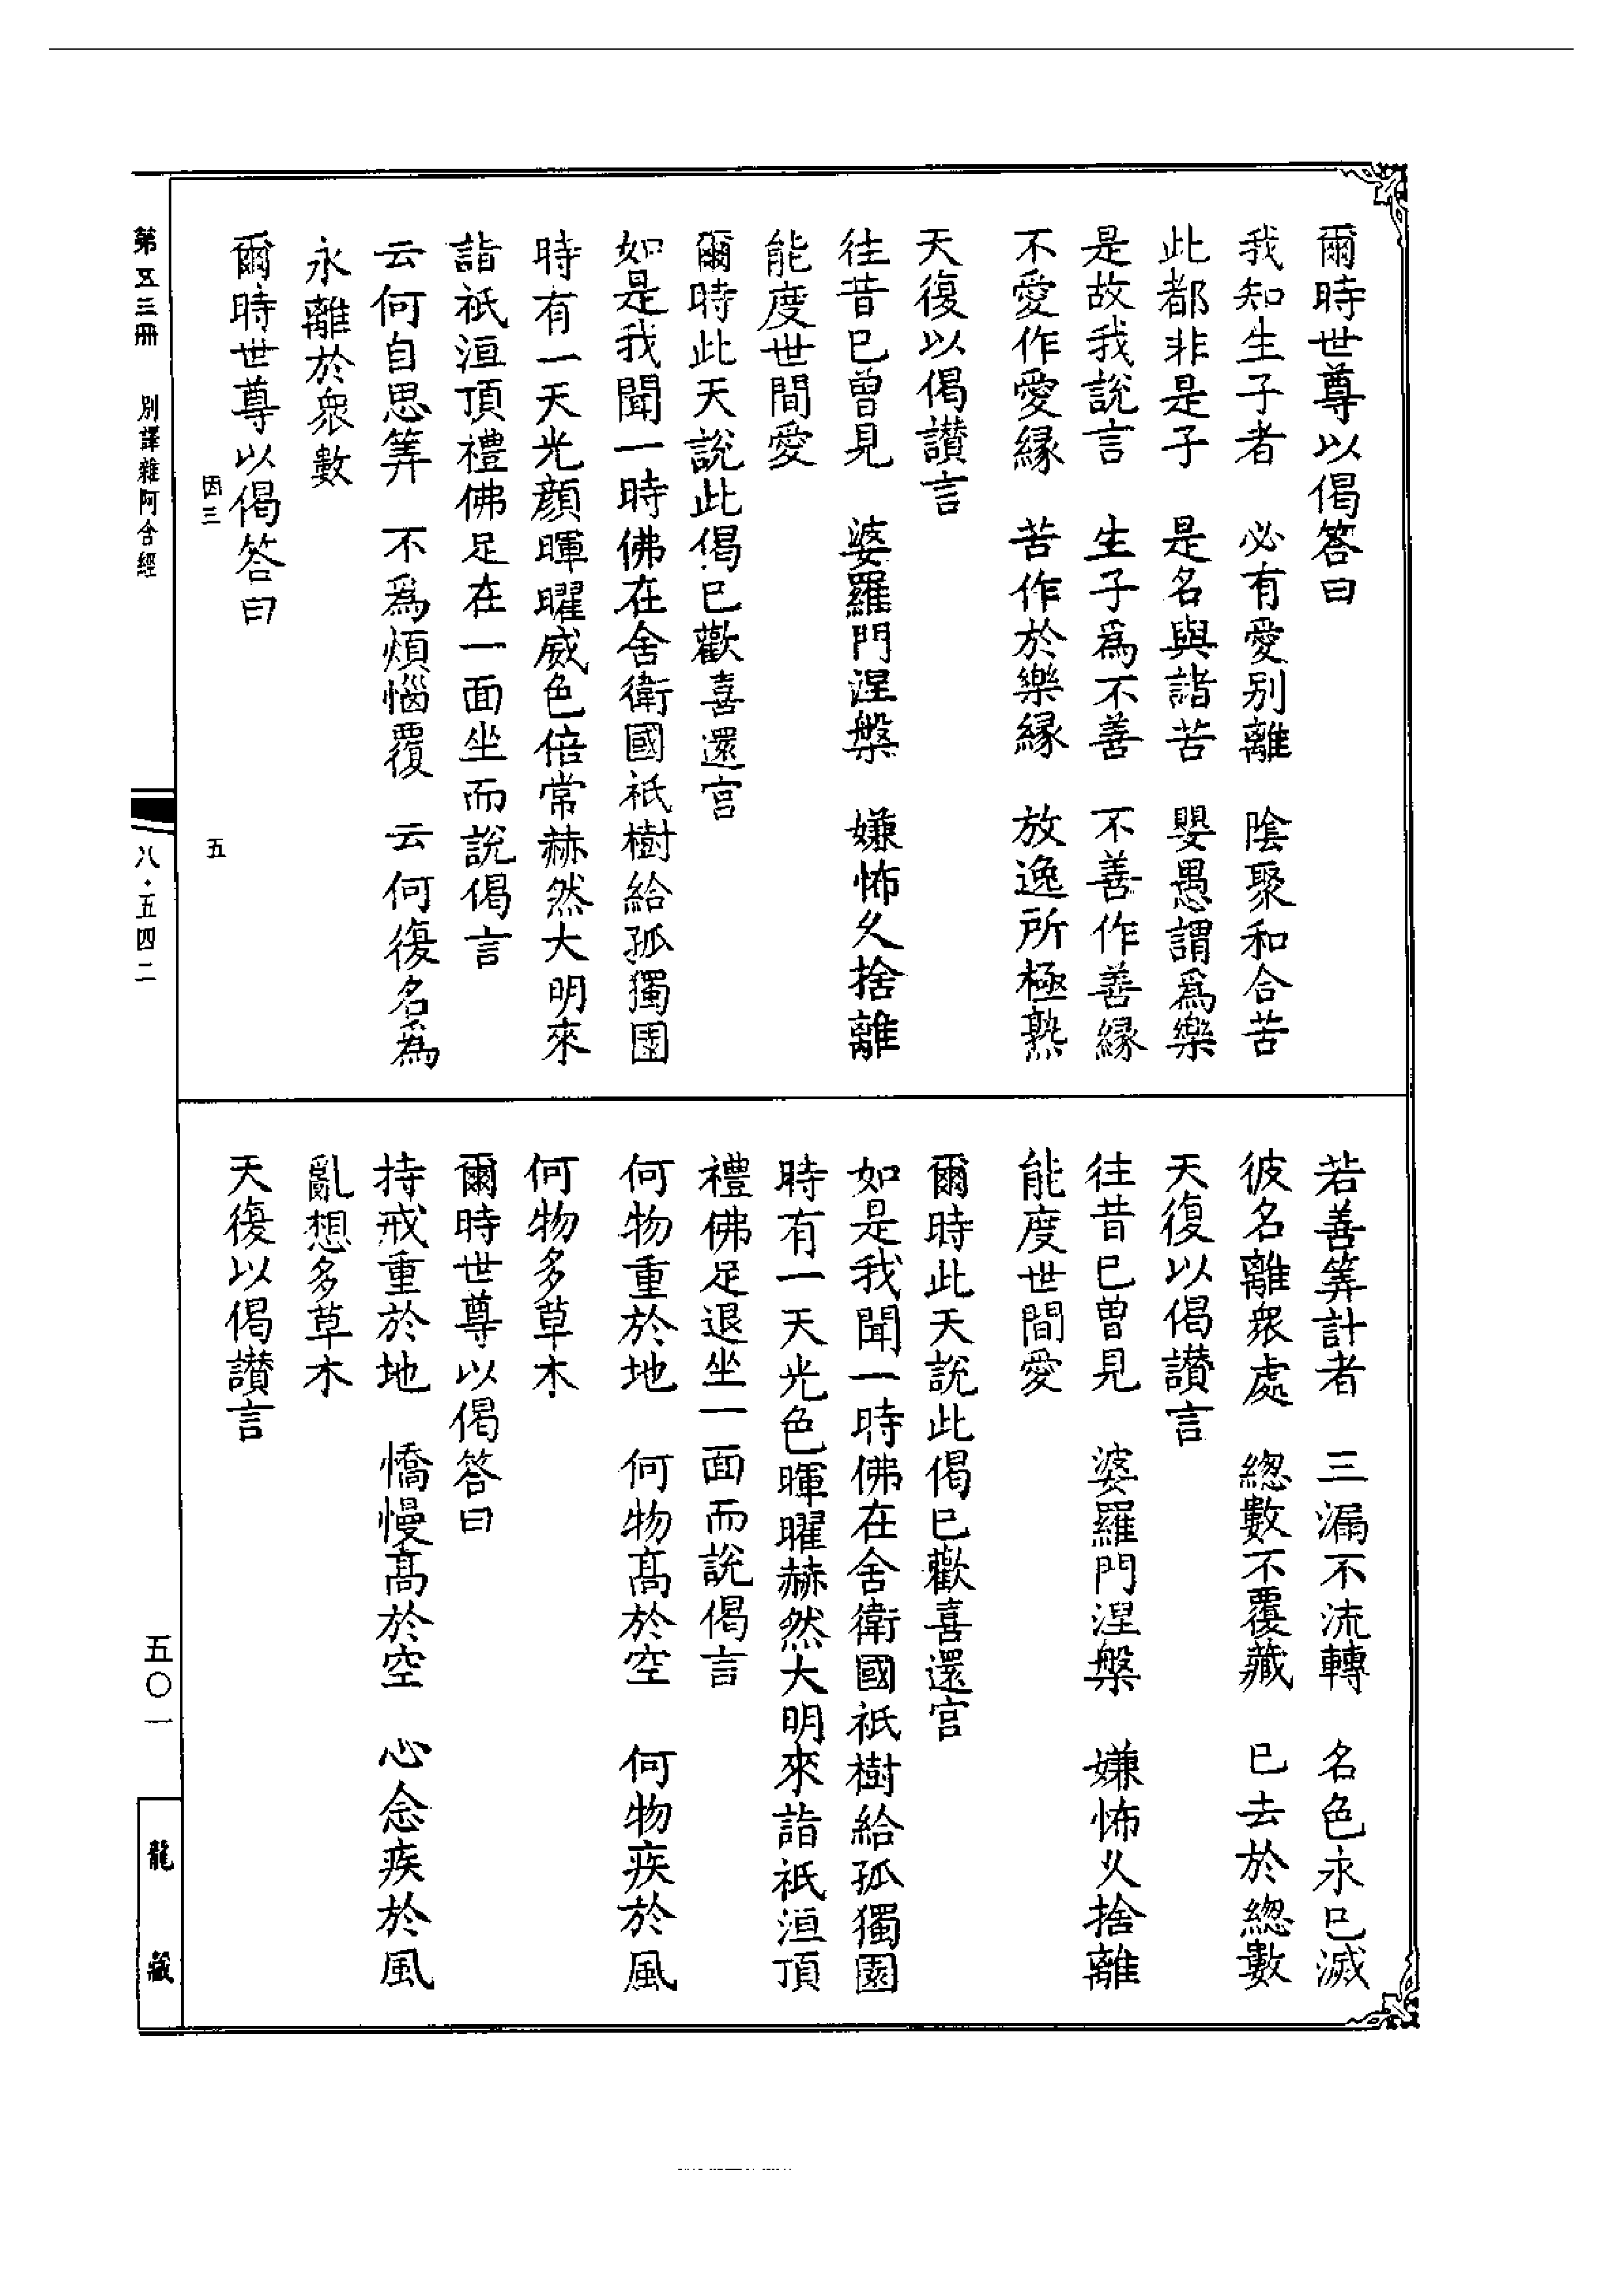 爾時世尊以偈答曰
我知生子者　必有愛別離　陰聚和合苦
此都非是子　是名與諸苦　嬰愚謂爲樂
是故我說言　生子爲不善　不善作善緣
不愛作愛緣　苦作於樂緣　放逸所極熟
天復以偈讃言
往昔已曾見　婆羅門涅槃　嫌怖久捨離
能度世間愛
爾時此天說此偈已歡喜還宮
如是我聞一時佛在舍衛國祇樹給孤獨園
時有一天光顏暉曜威色倍常赫然大明來
詣祇洹頂禮佛足在一面坐而說偈言
云何自思筭　不爲煩惱覆　云何復名爲
永離於衆數
爾時世尊以偈答曰
因三　五
若善筭計者　三漏不流轉　名色永已滅
彼名離衆處　總數不覆藏　已去於總數
天復以偈讃言
往昔已曾見　婆羅門涅槃　嫌怖久捨離
能度世間愛
爾時此天說此偈已歡喜還宮
如是我聞一時佛在舍衛國祇樹給孤獨園
時有一天光色暉曜赫然大明來詣祇洹頂
禮佛足退坐一面而說偈言
何物重於地　何物髙於空　何物疾於風
何物多草木
爾時世尊以偈答曰
持戒重於地　憍慢髙於空　心念疾於風
亂想多草木
天復以偈讃言
第五三冊　別譯雜阿含經　八·五四二　五〇一　龍藏